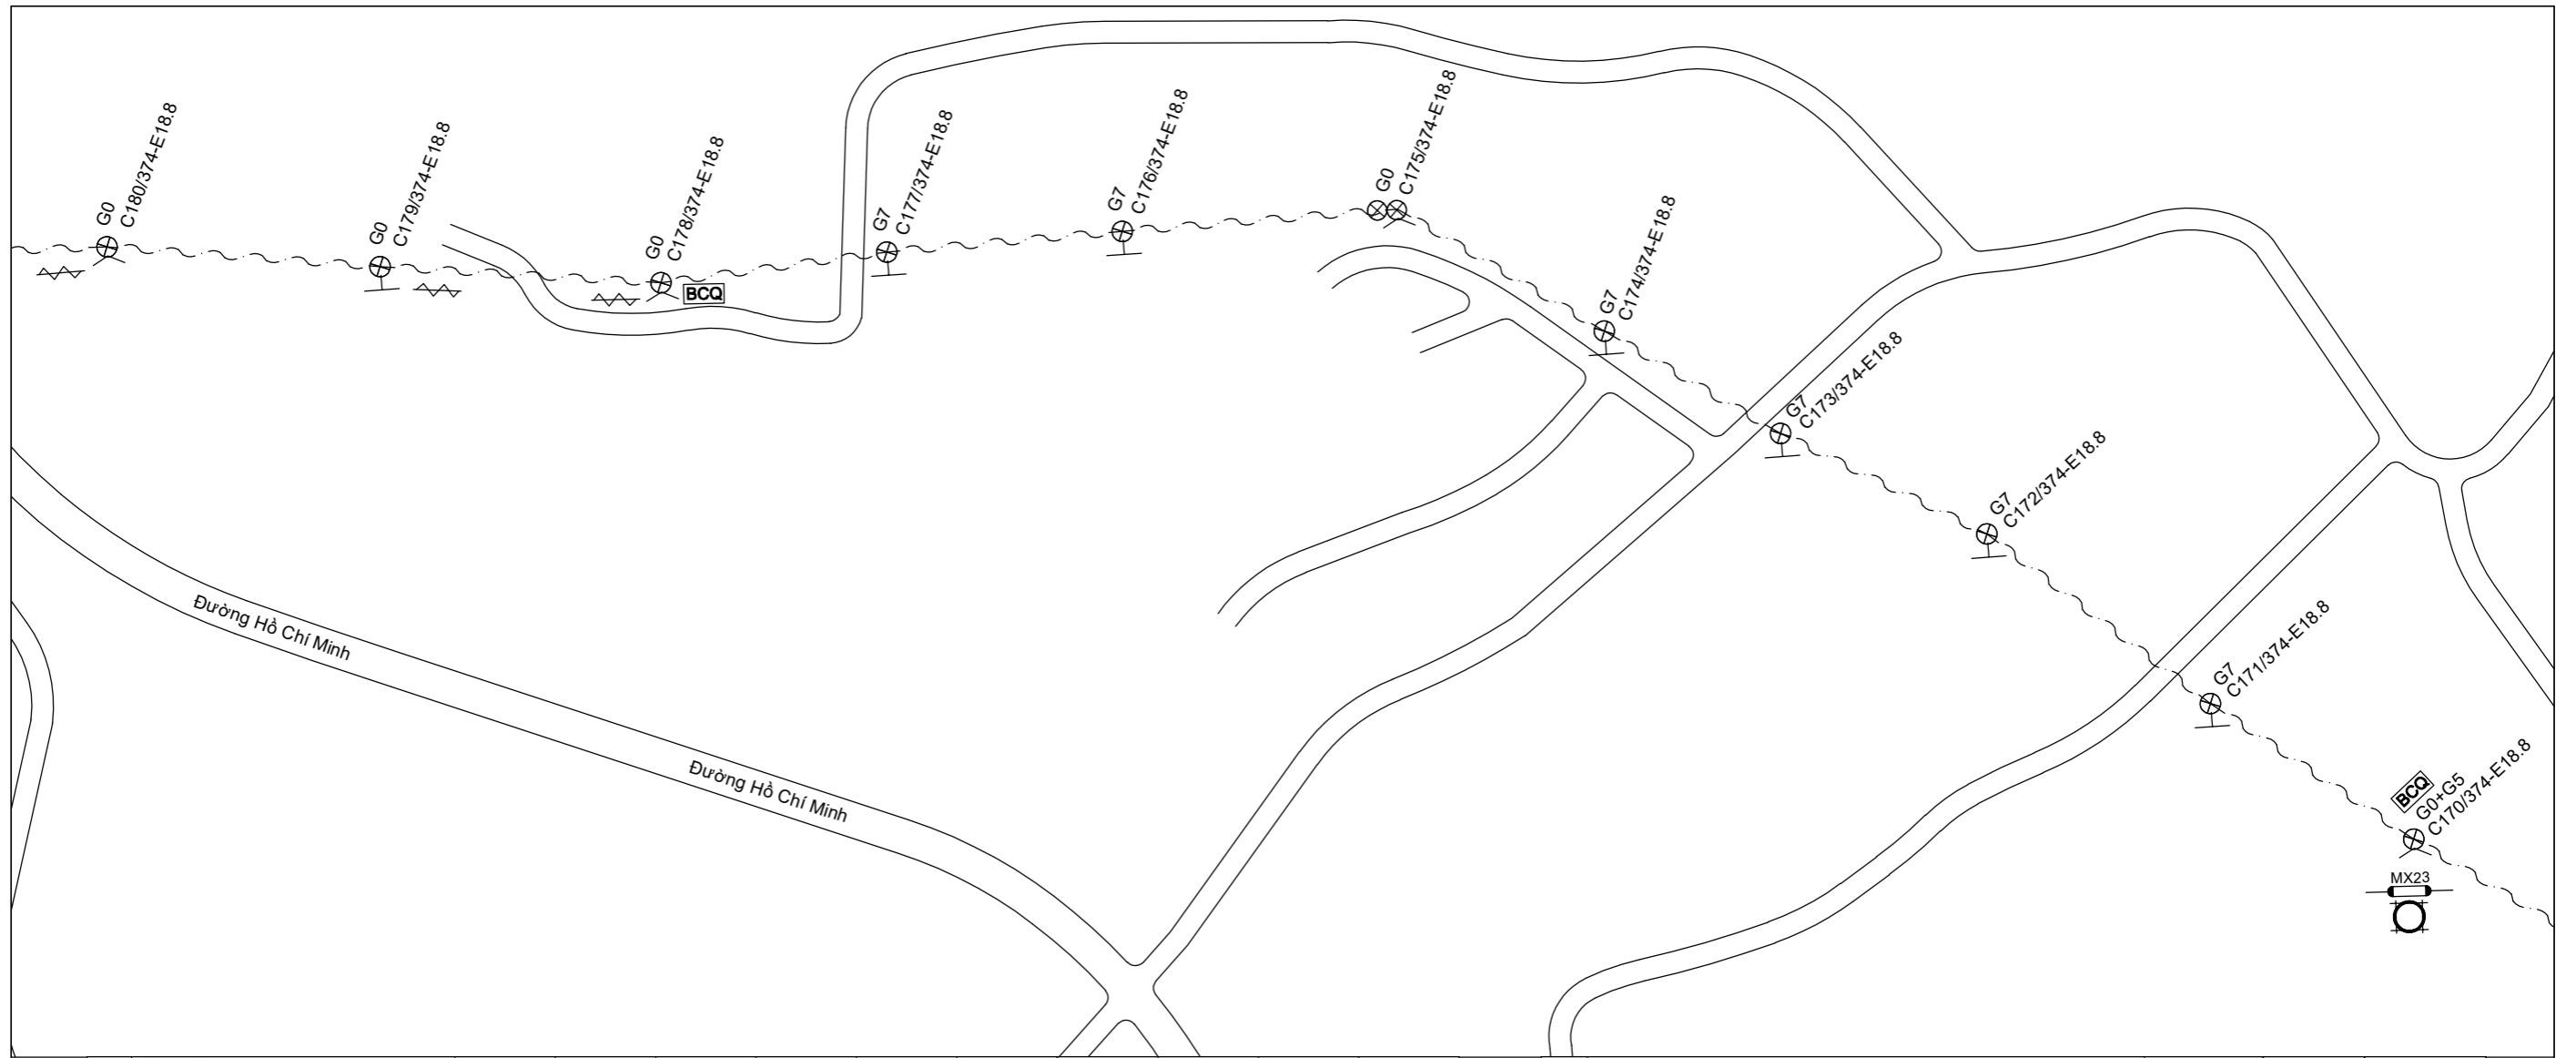 G0
C180/374-E18.8
G0
C179/374-E18.8
G0
C178/374-E18.8
BCQ
G7
C177/374-E18.8
G7
C176/374-E18.8
G0
C175/374-E18.8
G7
C174/374-E18.8
G7
C173/374-E18.8
G7
C172/374-E18.8
G7
C171/374-E18.8
BCQ
G0+G5
C170/374-E18.8
MX23
Đường Hồ Chí Minh
Đường Hồ Chí Minh